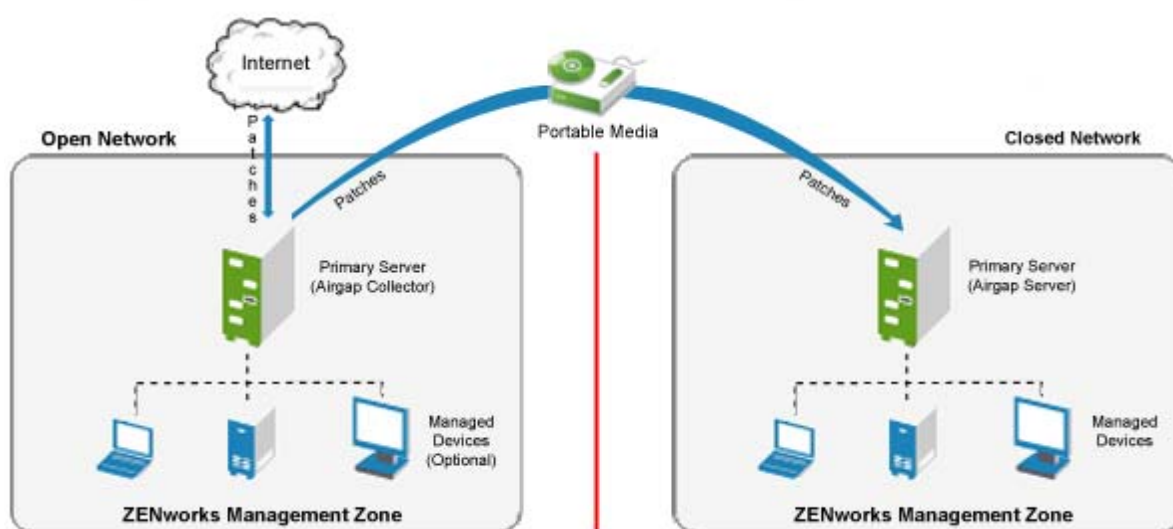 Internet
Patches
Portable Media
Open Network
Closed Network
Patches
Patches
Primary Server
(Airgap Collector)
Primary Server
(Airgap Server)
Managed
Devices
(Optional)
Managed
Devices
ZENworks Management Zone
ZENworks Management Zone